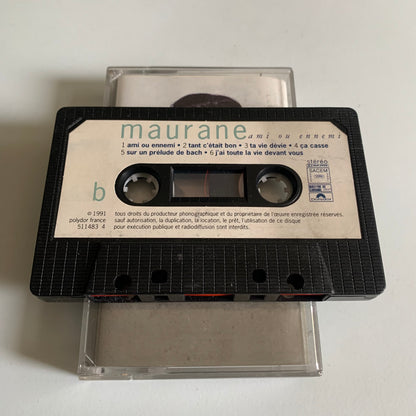 maurane ami ou ennemi
1 ami ou ennemi • 2 tant c'était bon • 3 ta vie dévie • 4 ça casse
5 sur un prélude de bach • 6 j'ai toute la vie devant vous
stéréo
SACEM
b
℗ 1991
polydor france
511483 4
tous droits du producteur phonographique et du propriétaire de l'œuvre enregistrée réservés.
sauf autorisation, la duplication, la location, le prêt, l'utilisation de ce disque
pour exécution publique et radiodiffusion sont interdits.